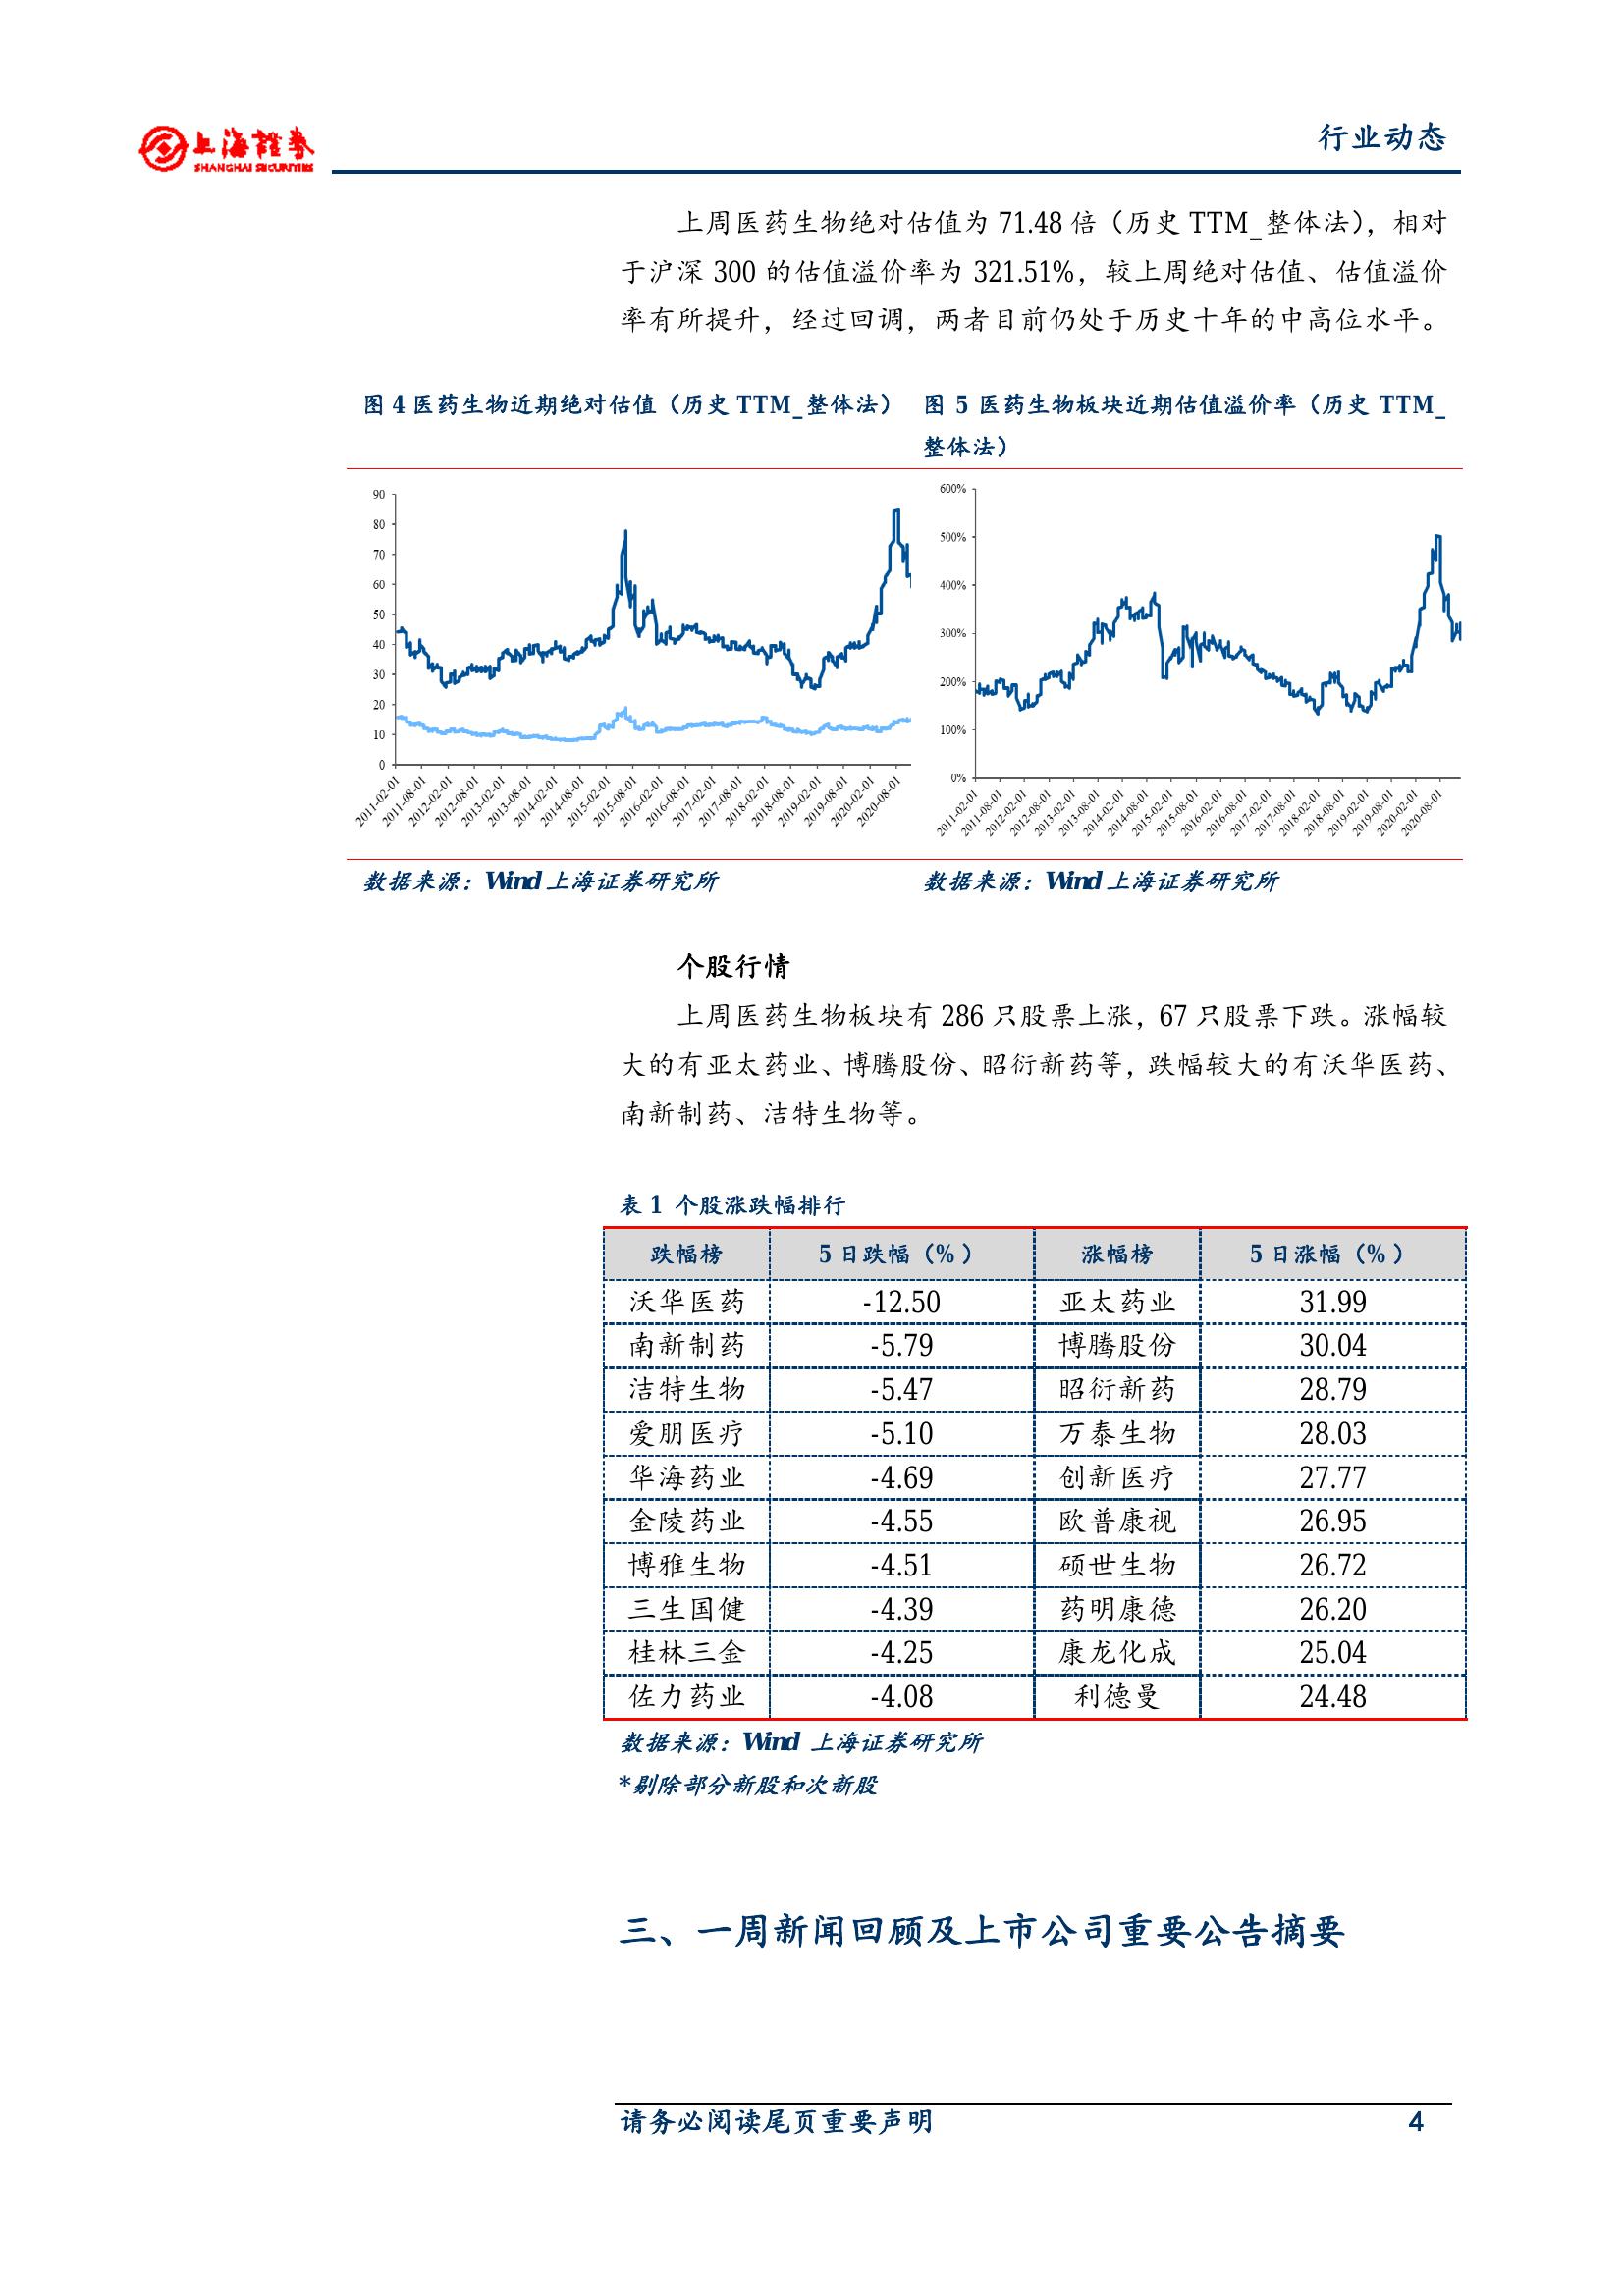 上海證券
SHANGHAI SECURITIES
行业动态
上周医药生物绝对估值为 71.48 倍（历史 TTM_整体法），相对
于沪深 300 的估值溢价率为 321.51%，较上周绝对估值、估值溢价
率有所提升，经过回调，两者目前仍处于历史十年的中高位水平。
图 4 医药生物近期绝对估值（历史 TTM_整体法）
图 5 医药生物板块近期估值溢价率（历史 TTM_
整体法）
90
80
70
60
50
40
30
20
10
0
2011-02-01
2011-08-01
2012-02-01
2012-08-01
2013-02-01
2013-08-01
2014-02-01
2014-08-01
2015-02-01
2015-08-01
2016-02-01
2016-08-01
2017-02-01
2017-08-01
2018-02-01
2018-08-01
2019-02-01
2019-08-01
2020-02-01
2020-08-01
600%
500%
400%
300%
200%
100%
0%
2011-02-01
2011-08-01
2012-02-01
2012-08-01
2013-02-01
2013-08-01
2014-02-01
2014-08-01
2015-02-01
2015-08-01
2016-02-01
2016-08-01
2017-02-01
2017-08-01
2018-02-01
2018-08-01
2019-02-01
2019-08-01
2020-02-01
2020-08-01
数据来源：Wind 上海证券研究所
数据来源：Wind 上海证券研究所
个股行情
上周医药生物板块有 286 只股票上涨，67 只股票下跌。涨幅较
大的有亚太药业、博腾股份、昭衍新药等，跌幅较大的有沃华医药、
南新制药、洁特生物等。
表 1 个股涨跌幅排行
跌幅榜 5 日跌幅（%） 涨幅榜 5 日涨幅（%）
沃华医药 -12.50 亚太药业 31.99
南新制药 -5.79 博腾股份 30.04
洁特生物 -5.47 昭衍新药 28.79
爱朋医疗 -5.10 万泰生物 28.03
华海药业 -4.69 创新医疗 27.77
金陵药业 -4.55 欧普康视 26.95
博雅生物 -4.51 硕世生物 26.72
三生国健 -4.39 药明康德 26.20
桂林三金 -4.25 康龙化成 25.04
佐力药业 -4.08 利德曼 24.48
数据来源：Wind 上海证券研究所
*剔除部分新股和次新股
三、一周新闻回顾及上市公司重要公告摘要
请务必阅读尾页重要声明 4